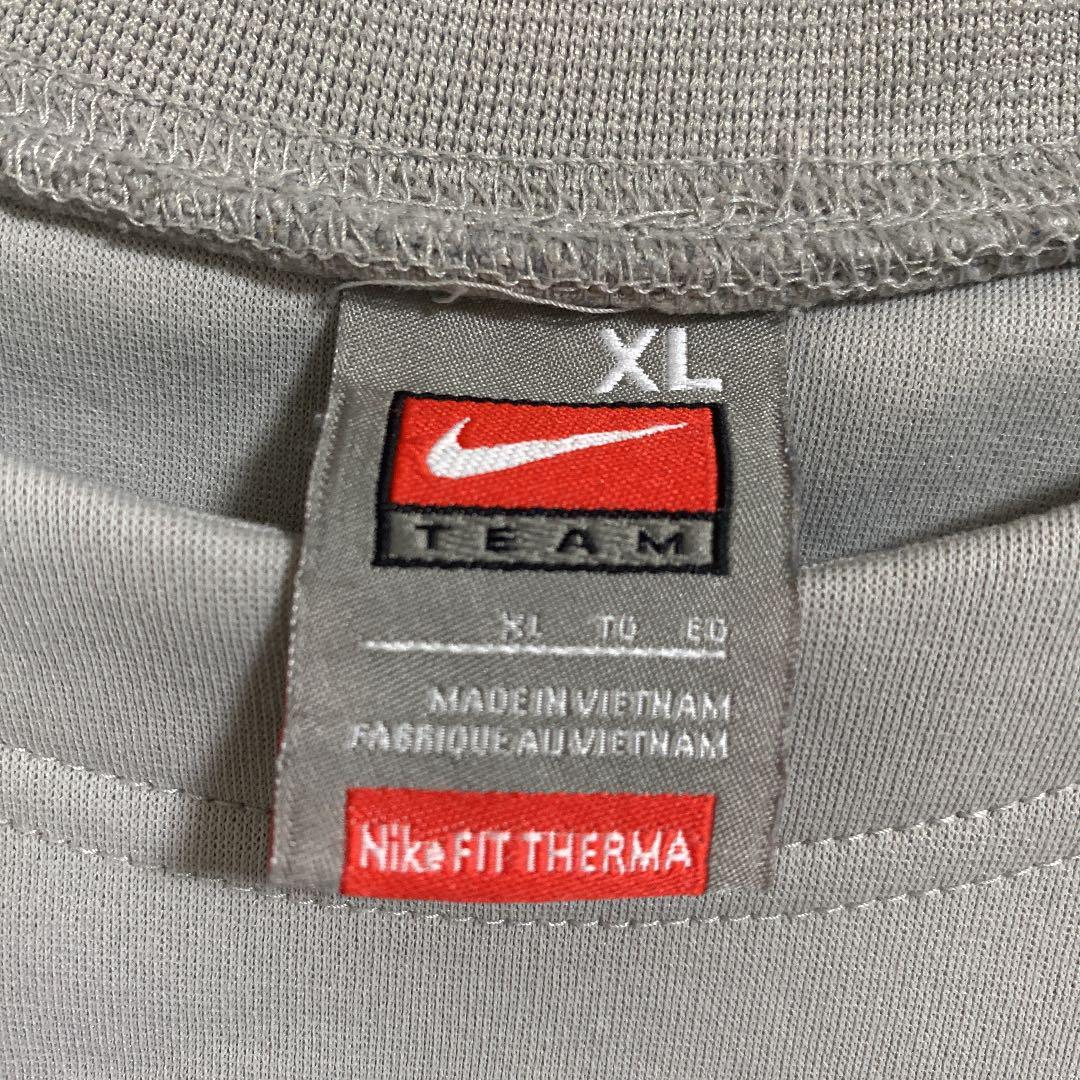 XL
TEAM
XL TG EG
MADE IN VIETNAM
FABRIQUE AU VIETNAM
Nike FIT THERMA